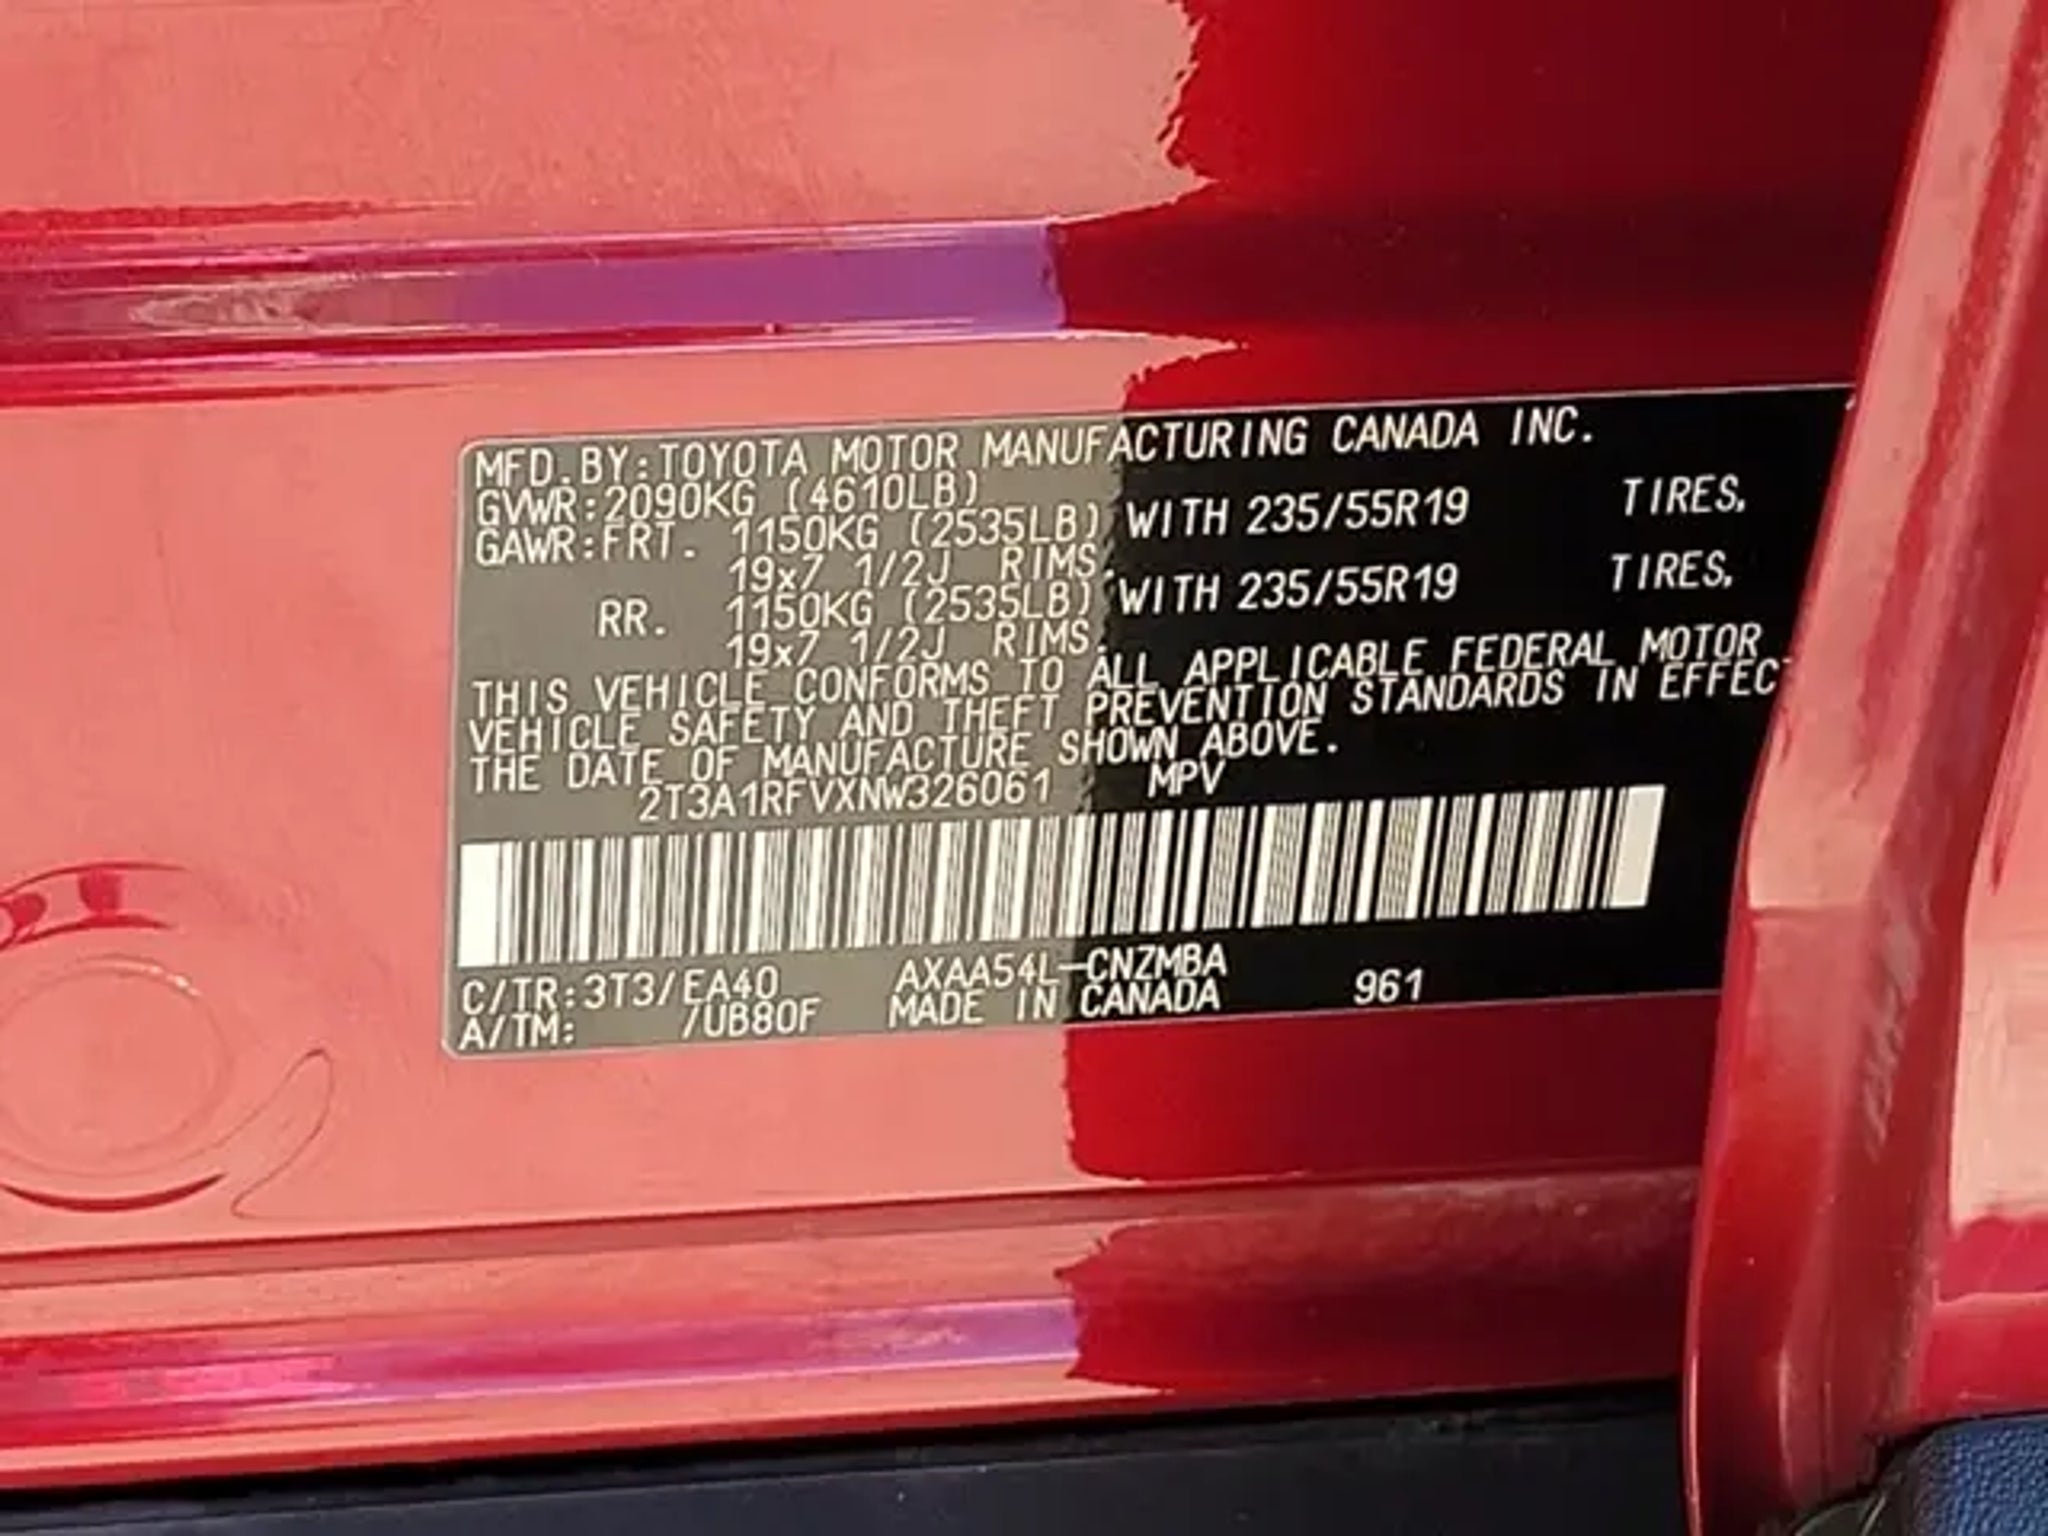 MFD.BY:TOYOTA MOTOR MANUFACTURING CANADA INC.
GVWR:2090KG (4610LB)
GAWR:FRT. 1150KG (2535LB) WITH 235/55R19 TIRES,
19x7 1/2J RIMS,
RR. 1150KG (2535LB) WITH 235/55R19 TIRES,
19x7 1/2J RIMS.
THIS VEHICLE CONFORMS TO ALL APPLICABLE FEDERAL MOTOR
VEHICLE SAFETY AND THEFT PREVENTION STANDARDS IN EFFEC
THE DATE OF MANUFACTURE SHOWN ABOVE.
2T3A1RFVXNW326061 MPV
C/TR:3T3/EA40 AXAA54L-CNZMBA
A/TM: /UB80F MADE IN CANADA 961